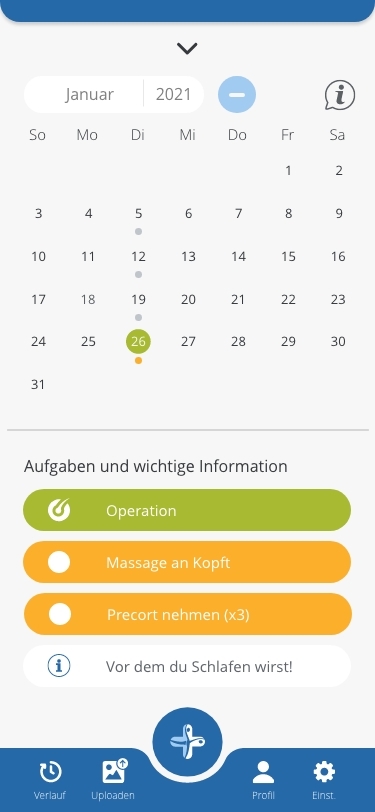 Januar 2021
So Mo Di Mi Do Fr Sa
1 2
3 4 5 6 7 8 9
10 11 12 13 14 15 16
17 18 19 20 21 22 23
24 25 26 27 28 29 30
31
Aufgaben und wichtige Information
Operation
Massage an Kopft
Precort nehmen (x3)
Vor dem du Schlafen wirst!
Verlauf Uploaden Profil Einst.